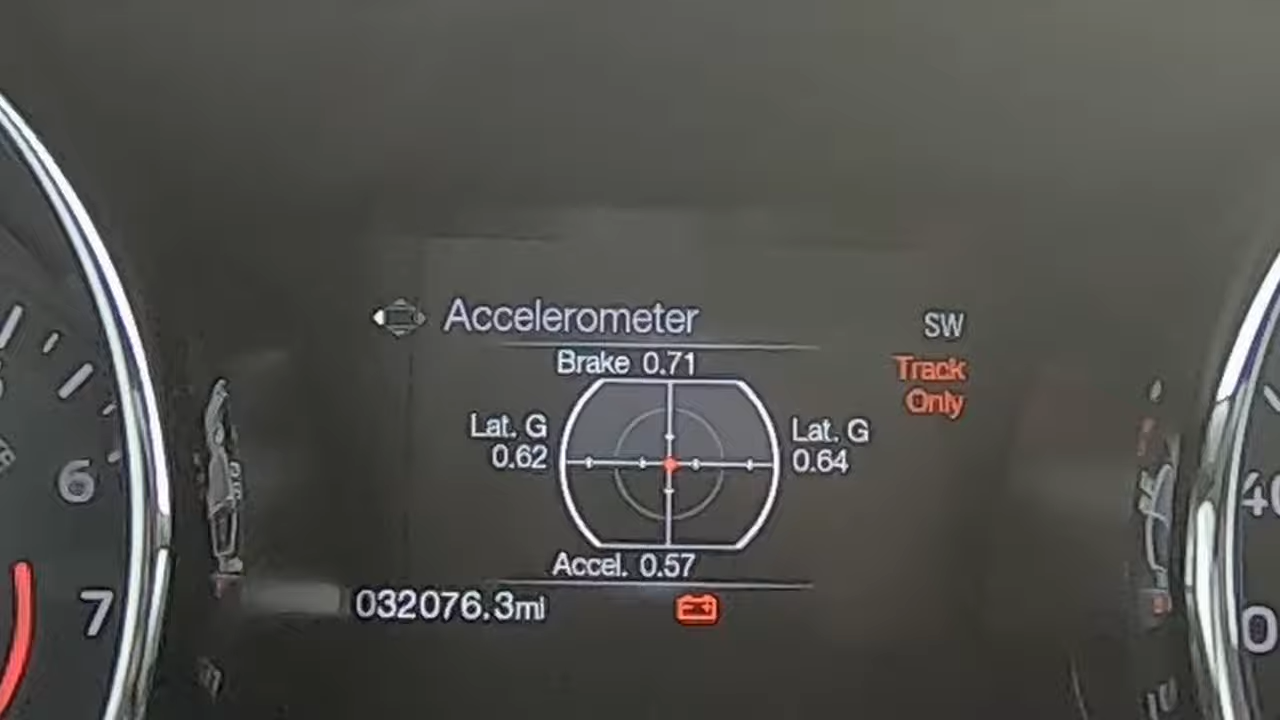 Accelerometer
SW
Brake 0.71
Track
Only
Lat. G
0.62
Lat. G
0.64
Accel. 0.57
032076.3mi
6
7
0